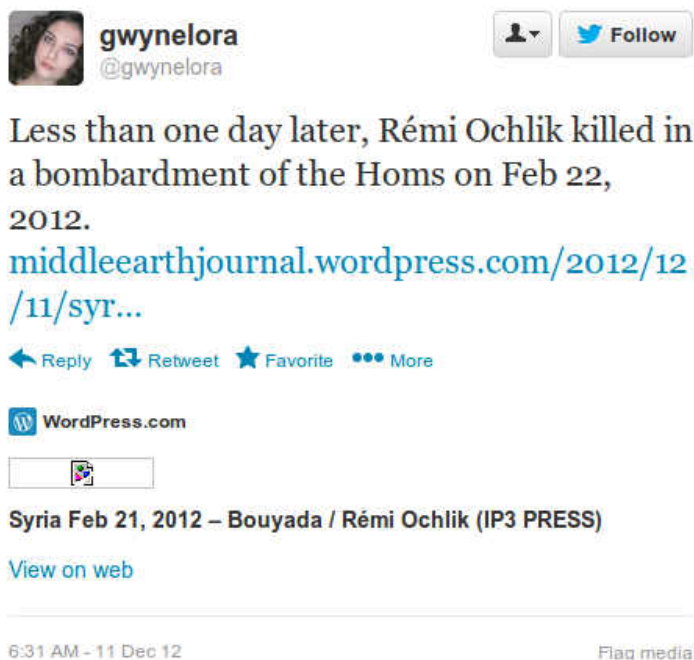 gwynelora
@gwynelora
Follow
Less than one day later, Rémi Ochlik killed in
a bombardment of the Homs on Feb 22,
2012.
middleearthjournal.wordpress.com/2012/12
/11/syr...
Reply Retweet Favorite More
WordPress.com
Syria Feb 21, 2012 – Bouyada / Rémi Ochlik (IP3 PRESS)
View on web
6:31 AM - 11 Dec 12 Flag media